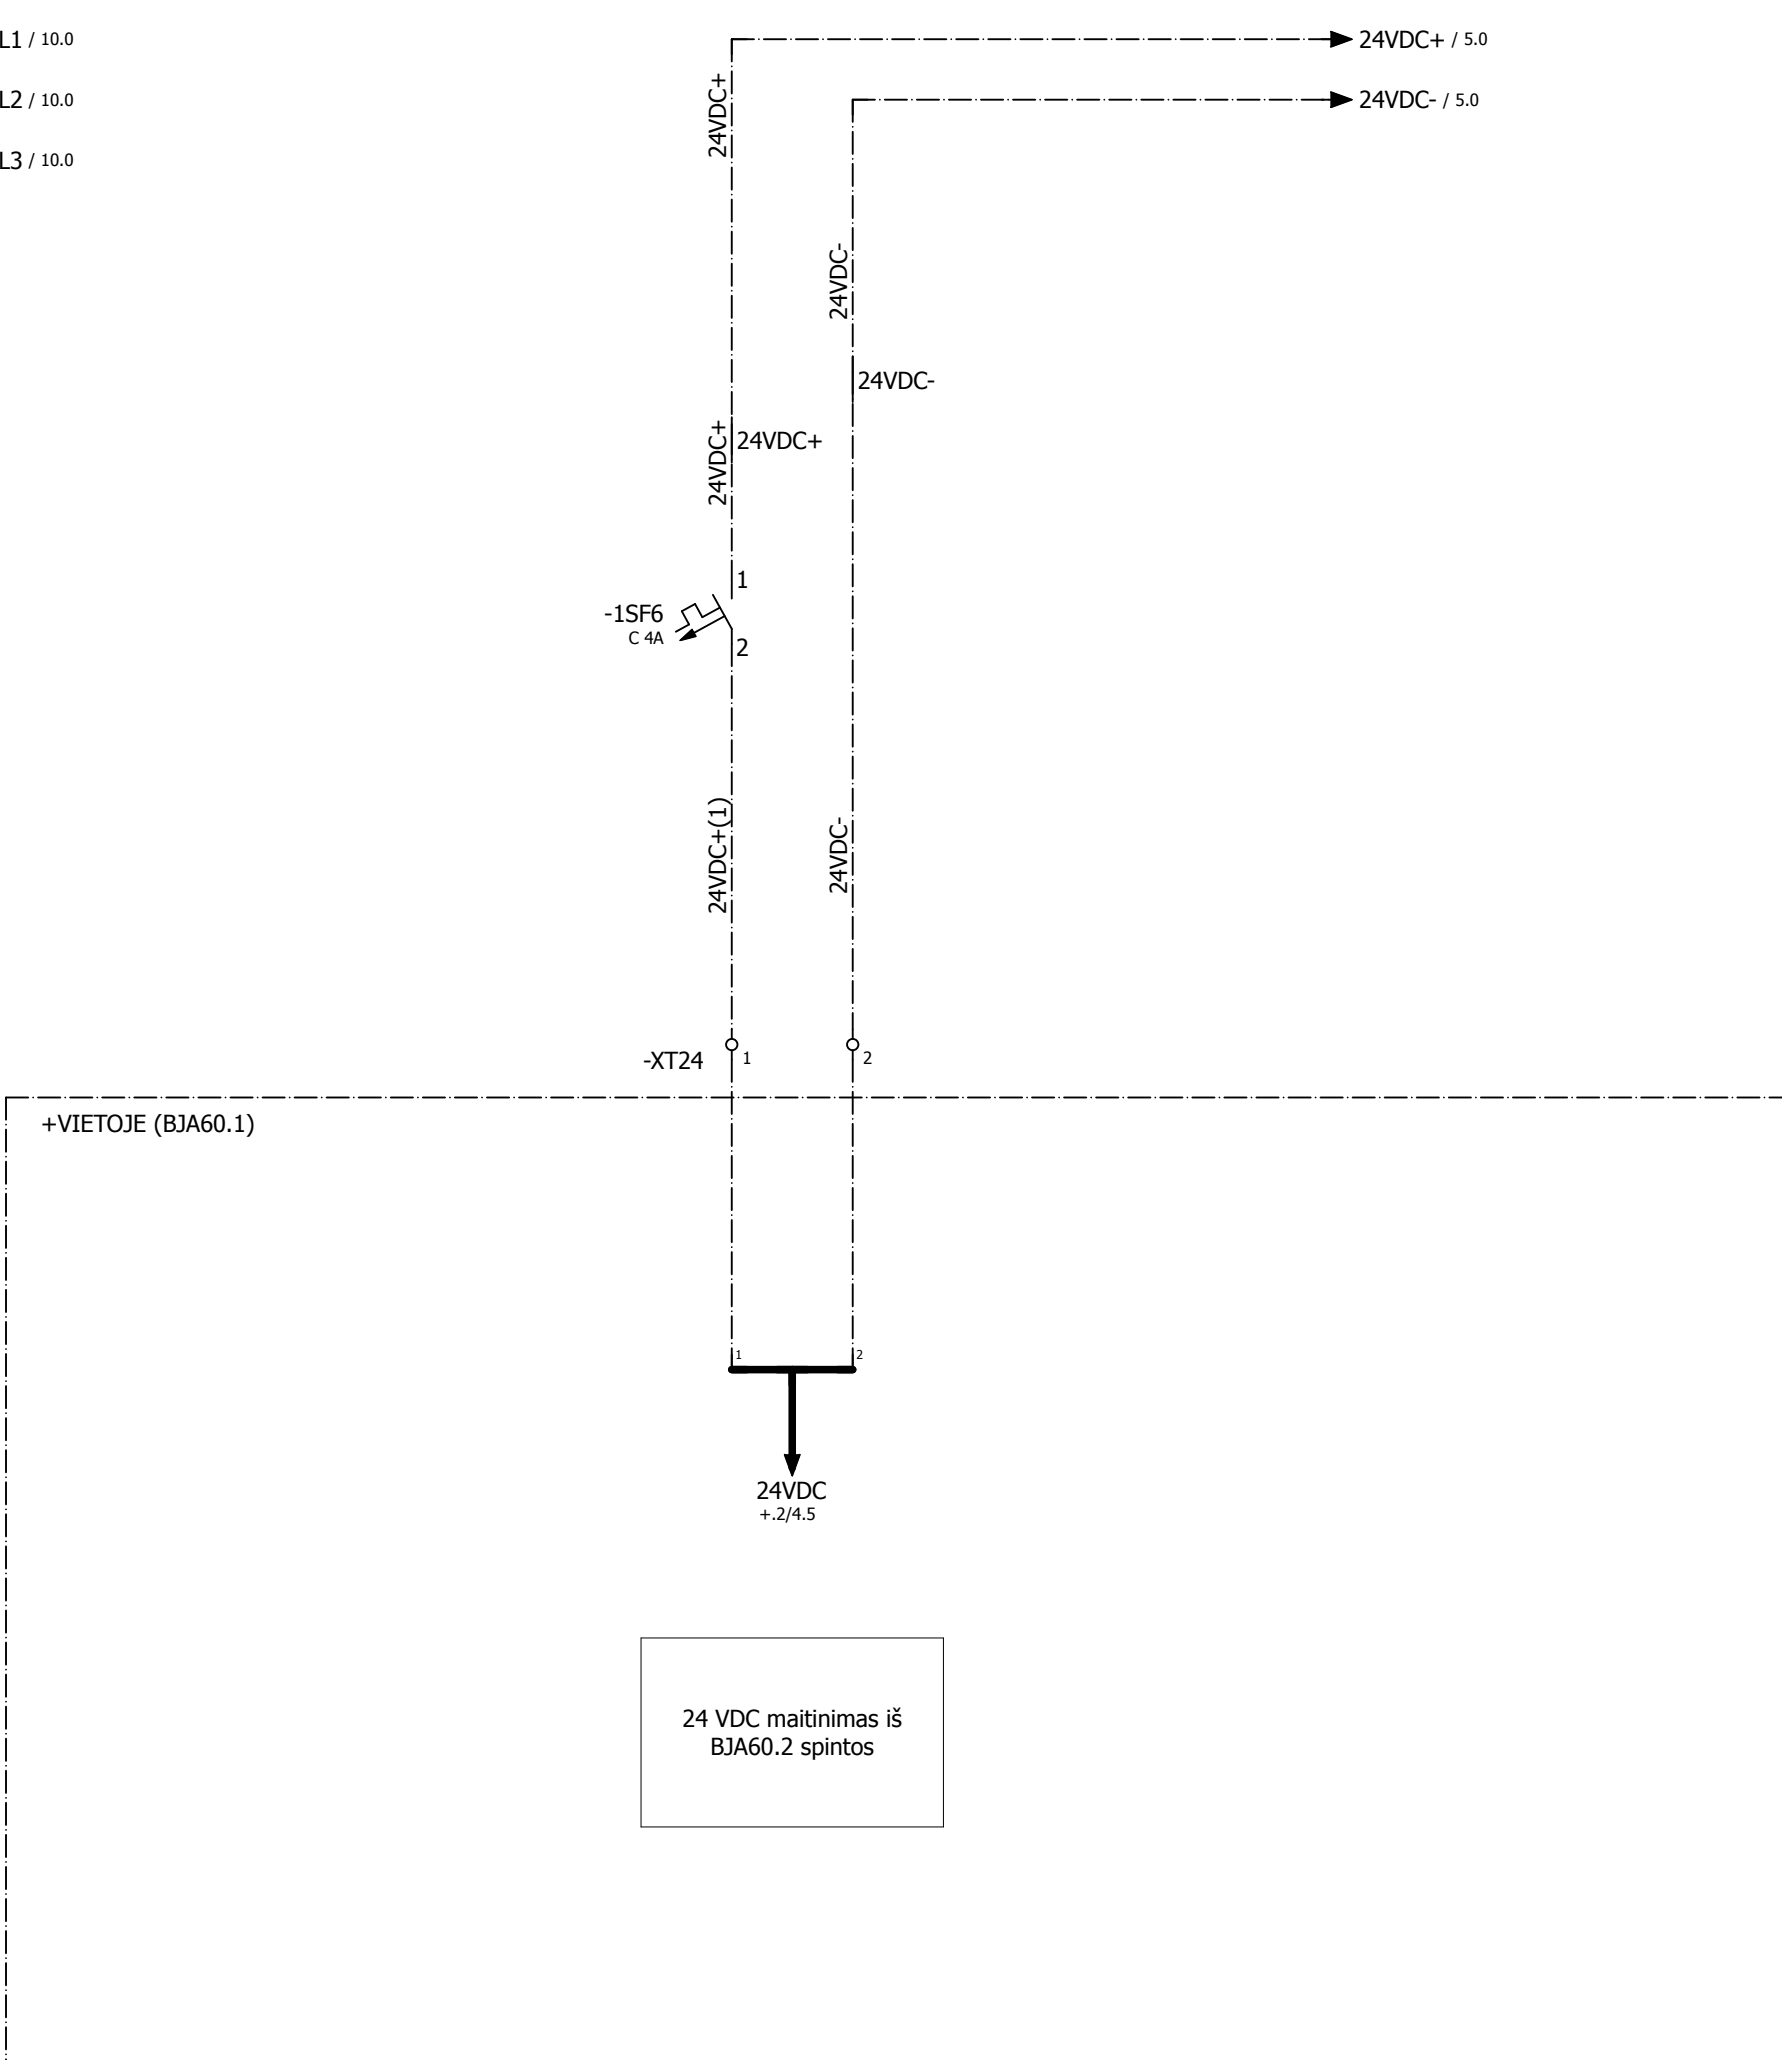 L1 / 10.0
24VDC+ / 5.0
L2 / 10.0
24VDC- / 5.0
L3 / 10.0
24VDC+
24VDC-
24VDC-
24VDC+
24VDC+
1
-1SF6
C 4A
2
24VDC+(1)
24VDC-
-XT24
1
2
+VIETOJE (BJA60.1)
1
2
24VDC
+.2/4.5
24 VDC maitinimas iš
BJA60.2 spintos